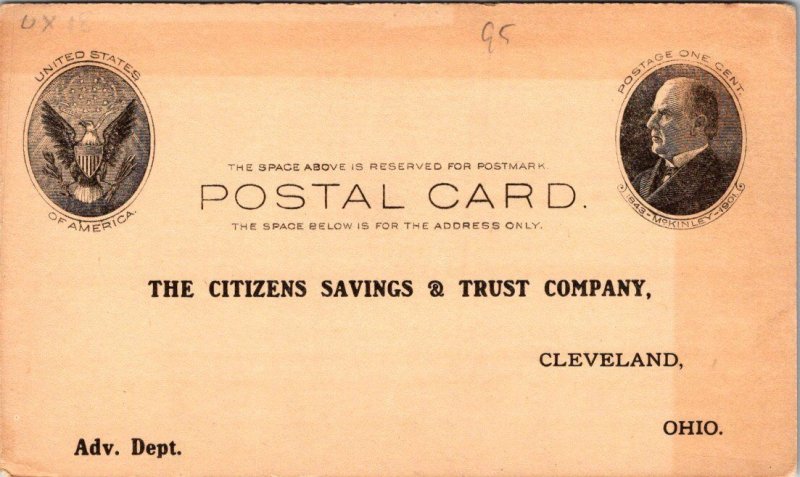 UX 18
95
UNITED STATES
OF AMERICA.
POSTAGE ONE CENT.
1843-McKINLEY-1901
THE SPACE ABOVE IS RESERVED FOR POSTMARK.
POSTAL CARD.
THE SPACE BELOW IS FOR THE ADDRESS ONLY.
THE CITIZENS SAVINGS & TRUST COMPANY,
CLEVELAND,
OHIO.
Adv. Dept.